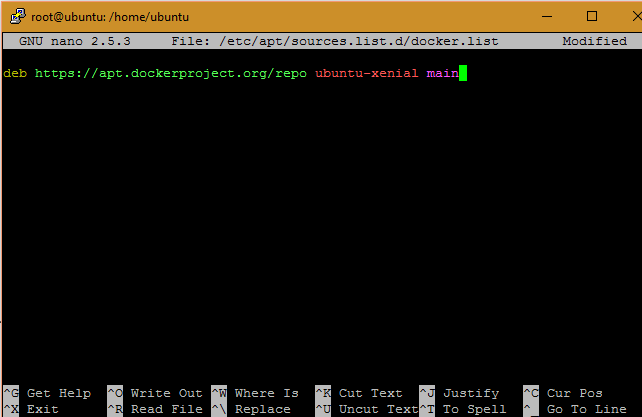 root@ubuntu: /home/ubuntu
GNU nano 2.5.3 File: /etc/apt/sources.list.d/docker.list Modified
deb https://apt.dockerproject.org/repo ubuntu-xenial main
^G Get Help ^O Write Out ^W Where Is ^K Cut Text ^J Justify ^C Cur Pos
^X Exit ^R Read File ^\ Replace ^U Uncut Text ^T To Spell ^_ Go To Line